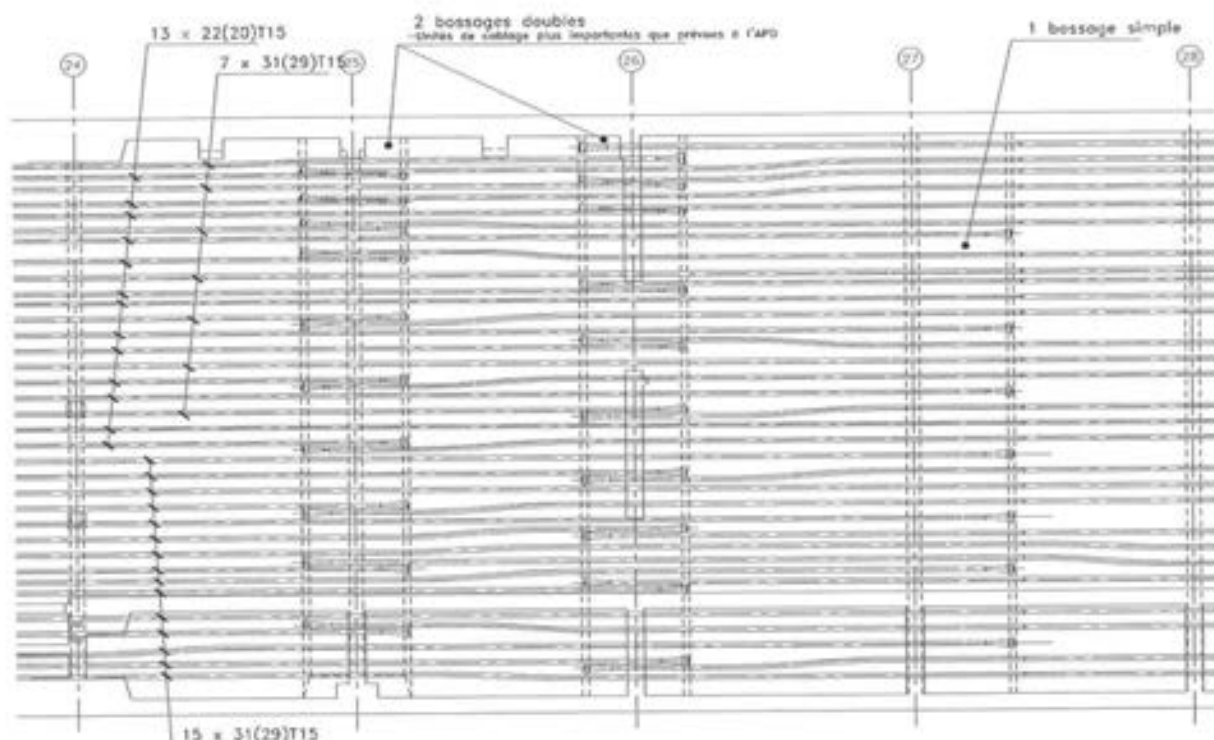 2 bossages doubles
-Unités de cablage plus importantes que prévues à l'APD
1 bossage simple
13 x 22(20)T15
7 x 31(29)T15
24
25
26
27
28
15 x 31(29)T15